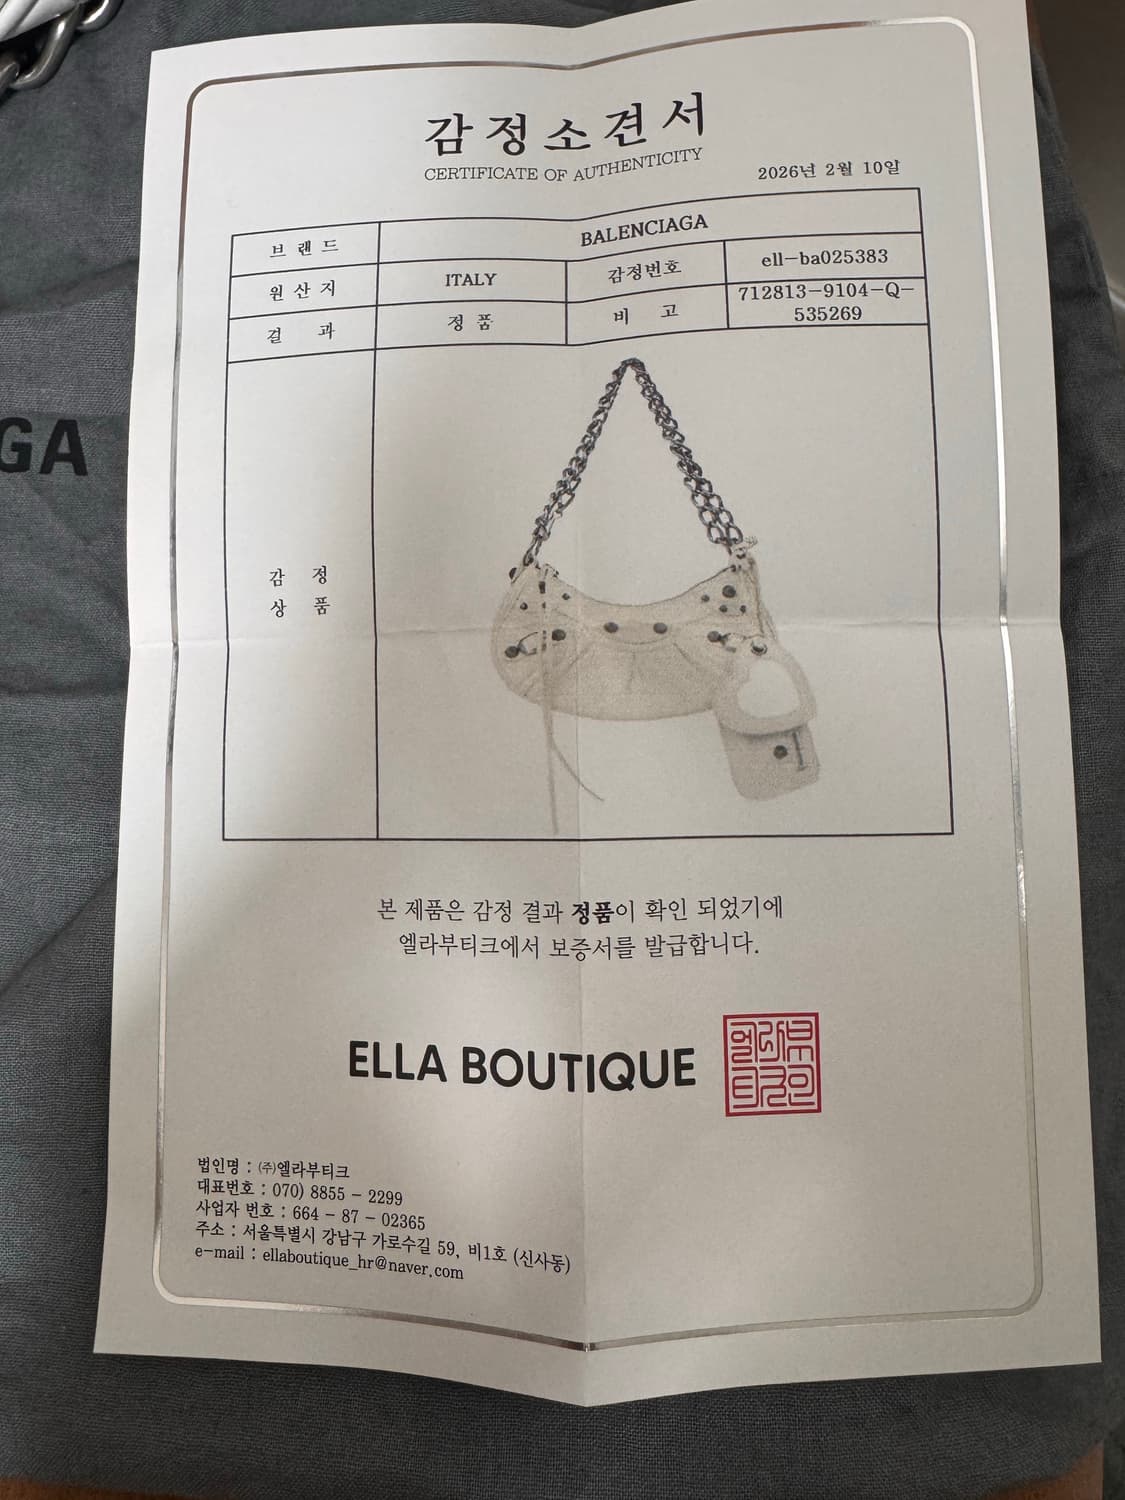 감정소견서
CERTIFICATE OF AUTHENTICITY
2026년 2월 10일
브랜드 BALENCIAGA
원산지 ITALY 감정번호 ell-ba025383
결과 정품 비고 712813-9104-Q-
535269
감정
상품
GA
본 제품은 감정 결과 정품이 확인 되었기에
엘라부티크에서 보증서를 발급합니다.
ELLA BOUTIQUE
법인명 : ㈜엘라부티크
대표번호 : 070) 8855 - 2299
사업자 번호 : 664 - 87 - 02365
주소 : 서울특별시 강남구 가로수길 59, 비1호 (신사동)
e-mail : ellaboutique_hr@naver.com